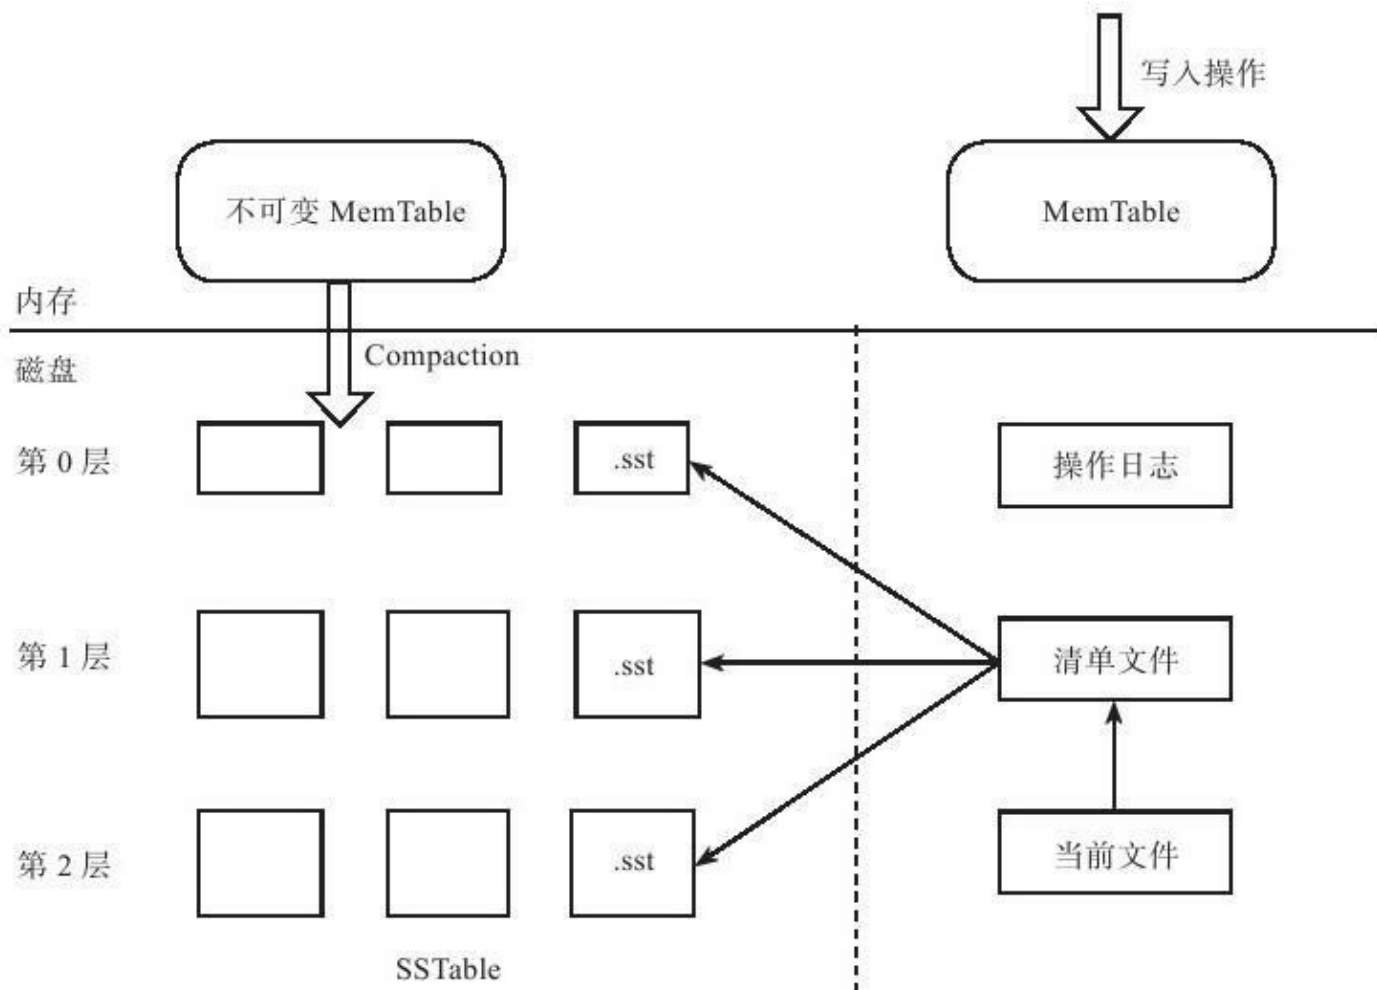 写入操作
不可变 MemTable
MemTable
内存
磁盘
Compaction
第 0 层
.sst
操作日志
第 1 层
.sst
清单文件
第 2 层
.sst
当前文件
SSTable